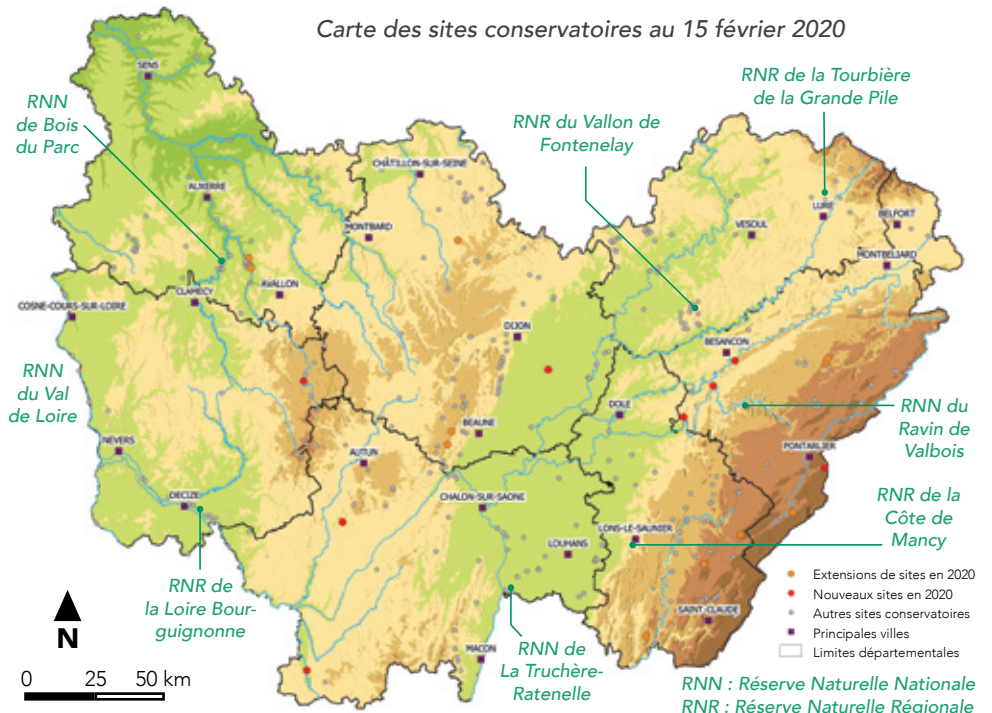 Carte des sites conservatoires au 15 février 2020
SENS
RNN
de Bois
du Parc
RNR de la Tourbière
de la Grande Pile
RNR du Vallon de
Fontenelay
CHÂTILLON-SUR-SEINE
AUXERRE
LURE
BELFORT
MONTBARD
VESOUL
MONTBÉLIARD
AVALLON
CLAMECY
COSNE-COURS-SUR-LOIRE
DIJON
BESANCON
RNN
du Val
de Loire
DOLE
RNN du
Ravin de
Valbois
BEAUNE
NEVERS
AUTUN
PONTARLIER
DECIZE
CHALON-SUR-SAONE
RNR de la
Côte de
Mancy
LONS-LE-SAUNIER
LOUHANS
RNR de
la Loire Bour-
guignonne
SAINT-CLAUDE
MACON
RNN de
La Truchère-
Ratenelle
N
0 25 50 km
Extensions de sites en 2020
Nouveaux sites en 2020
Autres sites conservatoires
Principales villes
Limites départementales
RNN : Réserve Naturelle Nationale
RNR : Réserve Naturelle Régionale